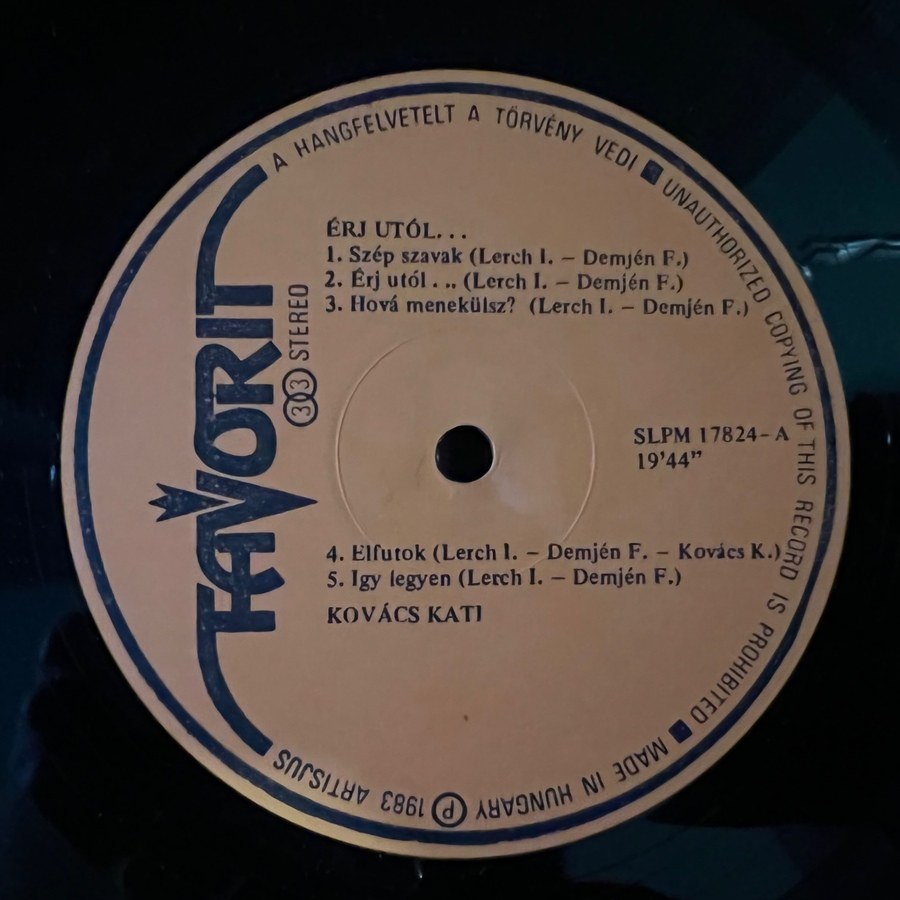 A HANGFELVETELT A TÖRVÉNY VEDI ■ UNAUTHORIZED COPYING OF THIS RECORD IS PROHIBITED ■ MADE IN HUNGARY Ⓟ 1983 ARTISJUS
FAVORIT
33 STEREO
ÉRJ UTÓL...
1. Szép szavak (Lerch I. – Demjén F.)
2. Érj utól . .. (Lerch I. – Demjén F.)
3. Hová menekülsz? (Lerch I. – Demjén F.)
SLPM 17824-A
19'44"
4. Elfutok (Lerch I. – Demjén F. – Kovács K.)
5. Igy legyen (Lerch I. – Demjén F.)
KOVÁCS KATI